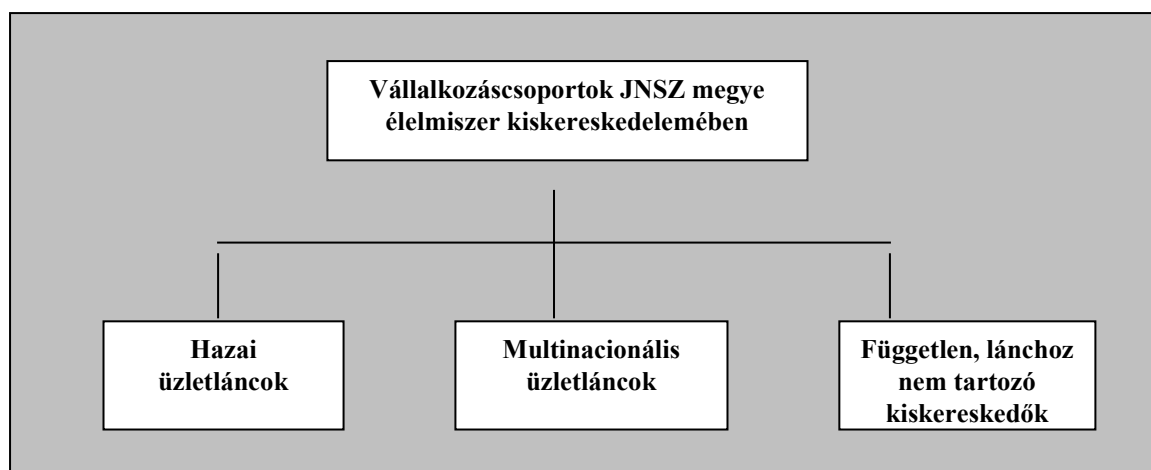 Vállalkozáscsoportok JNSZ megye
élelmiszer kiskereskedelemében
Hazai
üzletláncok
Multinacionális
üzletláncok
Független, lánchoz
nem tartozó
kiskereskedők